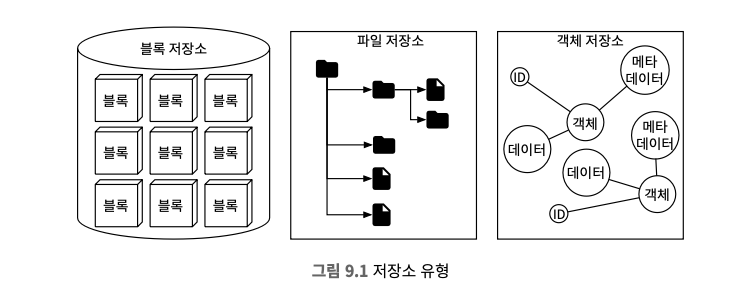 블록 저장소
블록 블록 블록
블록 블록 블록
블록 블록 블록
파일 저장소
객체 저장소
ID
메타
데이터
객체
데이터
메타
데이터
데이터
객체
ID
그림 9.1 저장소 유형